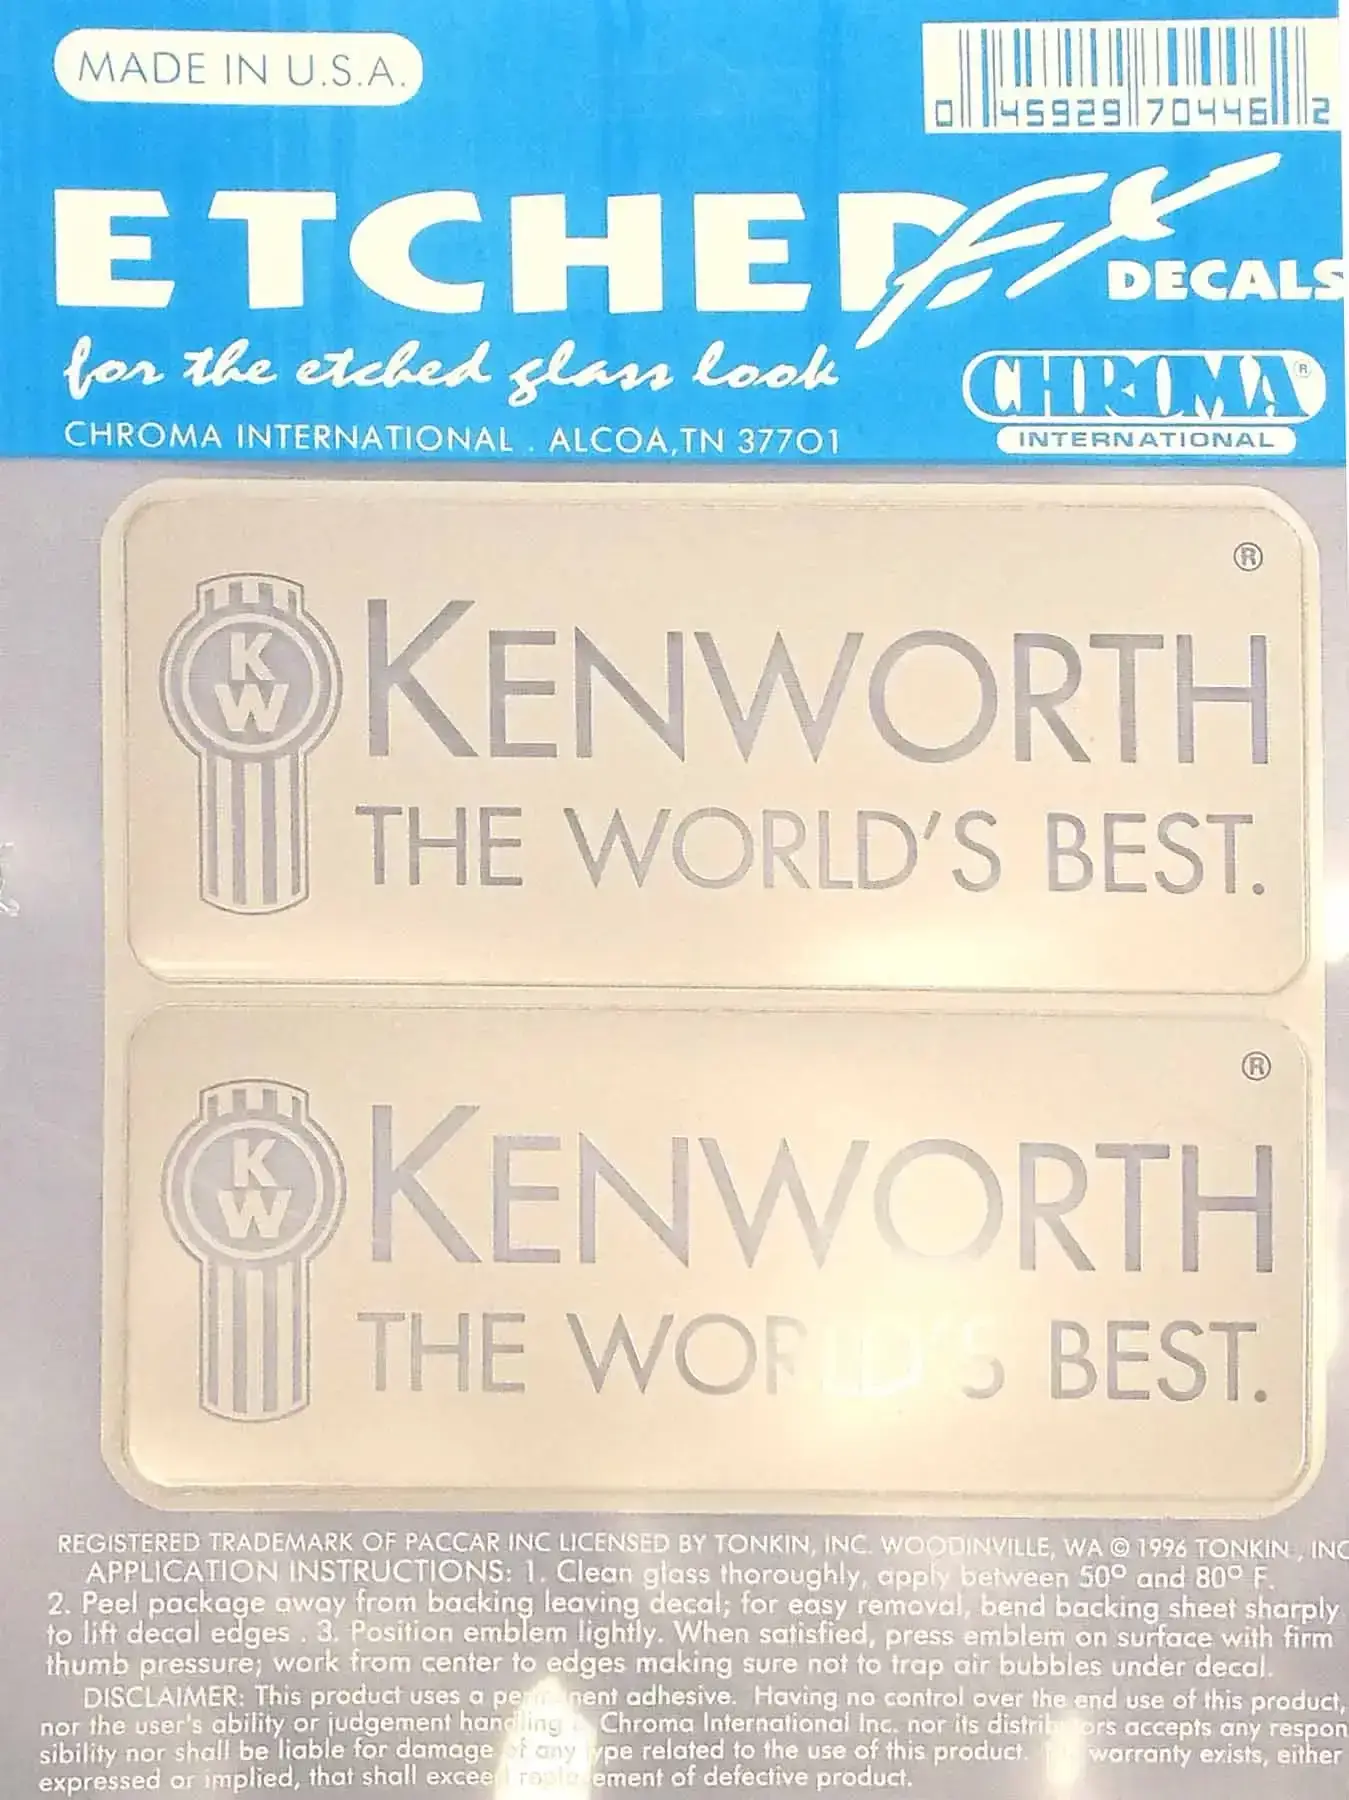 MADE IN U.S.A.
0 45929 70446 2
ETCHED FX DECALS
for the etched glass look
CHROMA®
INTERNATIONAL
CHROMA INTERNATIONAL . ALCOA, TN 37701
®
KW
KENWORTH
THE WORLD'S BEST.
®
KW
KENWORTH
THE WORLD'S BEST.
REGISTERED TRADEMARK OF PACCAR INC LICENSED BY TONKIN, INC. WOODINVILLE, WA © 1996 TONKIN , INC
APPLICATION INSTRUCTIONS: 1. Clean glass thoroughly, apply between 50º and 80º F.
2. Peel package away from backing leaving decal; for easy removal, bend backing sheet sharply
to lift decal edges . 3. Position emblem lightly. When satisfied, press emblem on surface with firm
thumb pressure; work from center to edges making sure not to trap air bubbles under decal.
DISCLAIMER: This product uses a permanent adhesive. Having no control over the end use of this product,
nor the user's ability or judgement handling Chroma International Inc. nor its distributors accepts any respon
sibility nor shall be liable for damage of any type related to the use of this product. warranty exists, either
expressed or implied, that shall exceed replacement of defective product.